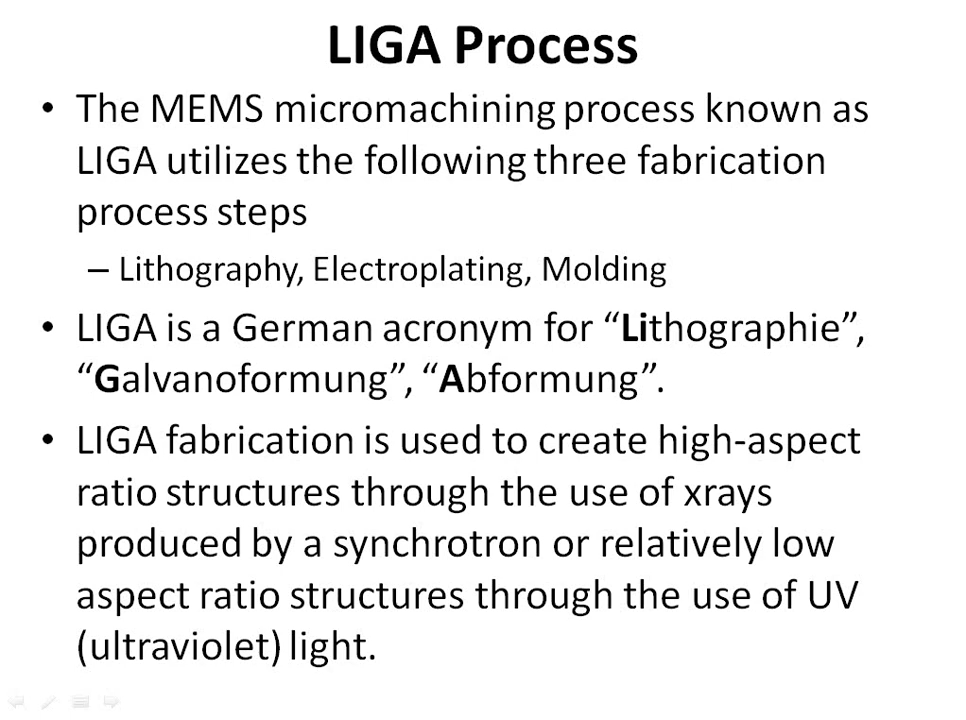 LIGA Process
• The MEMS micromachining process known as
LIGA utilizes the following three fabrication
process steps
– Lithography, Electroplating, Molding
• LIGA is a German acronym for “Lithographie”,
“Galvanoformung”, “Abformung”.
• LIGA fabrication is used to create high-aspect
ratio structures through the use of xrays
produced by a synchrotron or relatively low
aspect ratio structures through the use of UV
(ultraviolet) light.